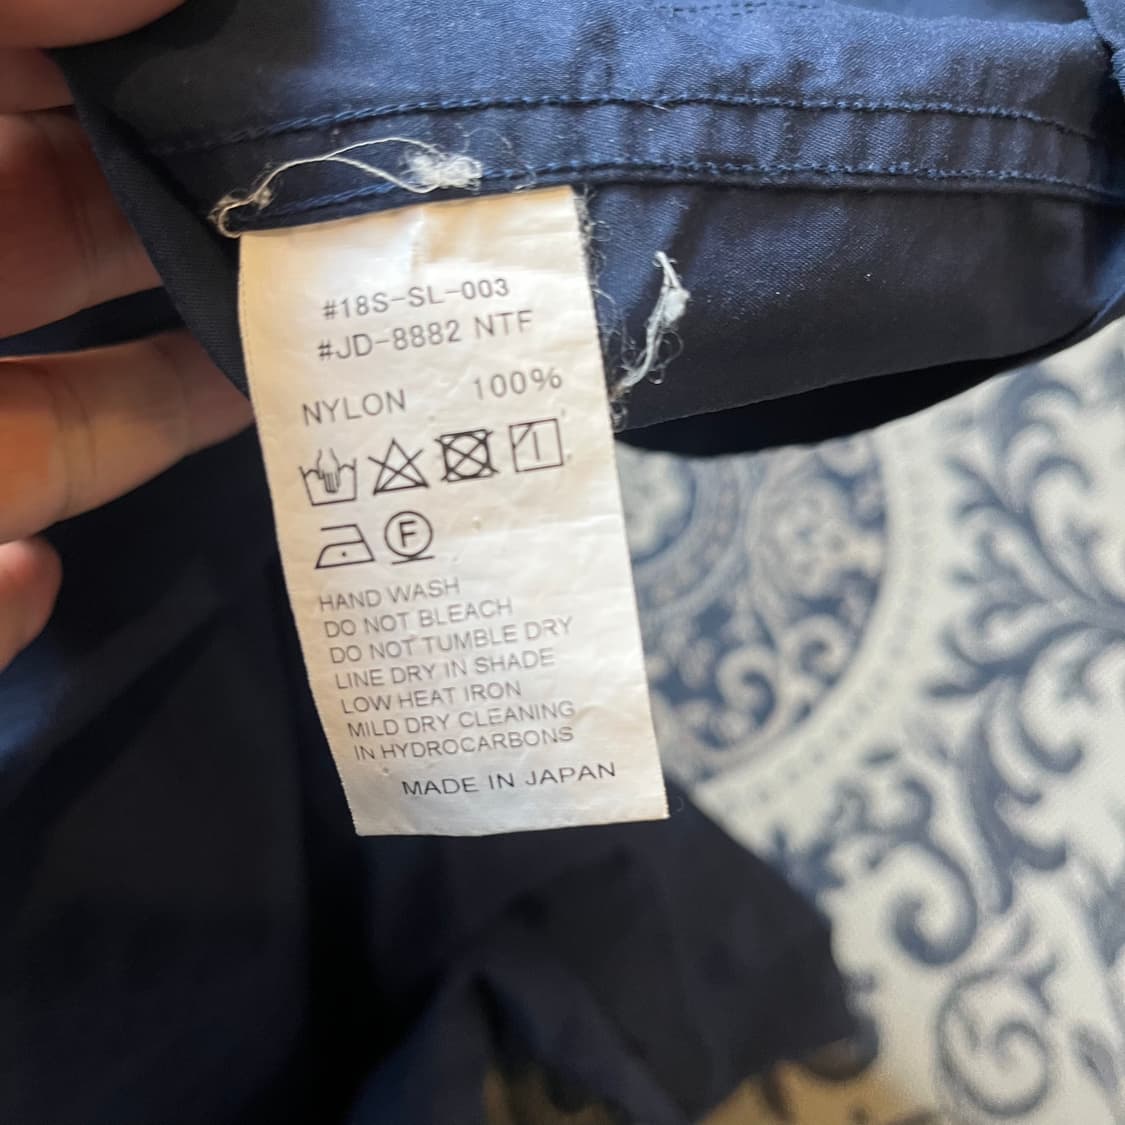 #18S-SL-003
#JD-8882 NTF
NYLON 100%
F
HAND WASH
DO NOT BLEACH
DO NOT TUMBLE DRY
LINE DRY IN SHADE
LOW HEAT IRON
MILD DRY CLEANING
IN HYDROCARBONS
MADE IN JAPAN